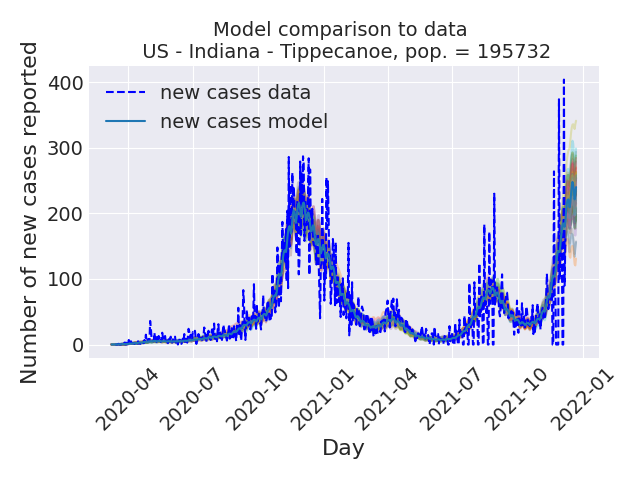 Model comparison to data
US - Indiana - Tippecanoe, pop. = 195732
Number of new cases reported
400
300
200
100
0
new cases data
new cases model
2020-04
2020-07
2020-10
2021-01
2021-04
2021-07
2021-10
2022-01
Day